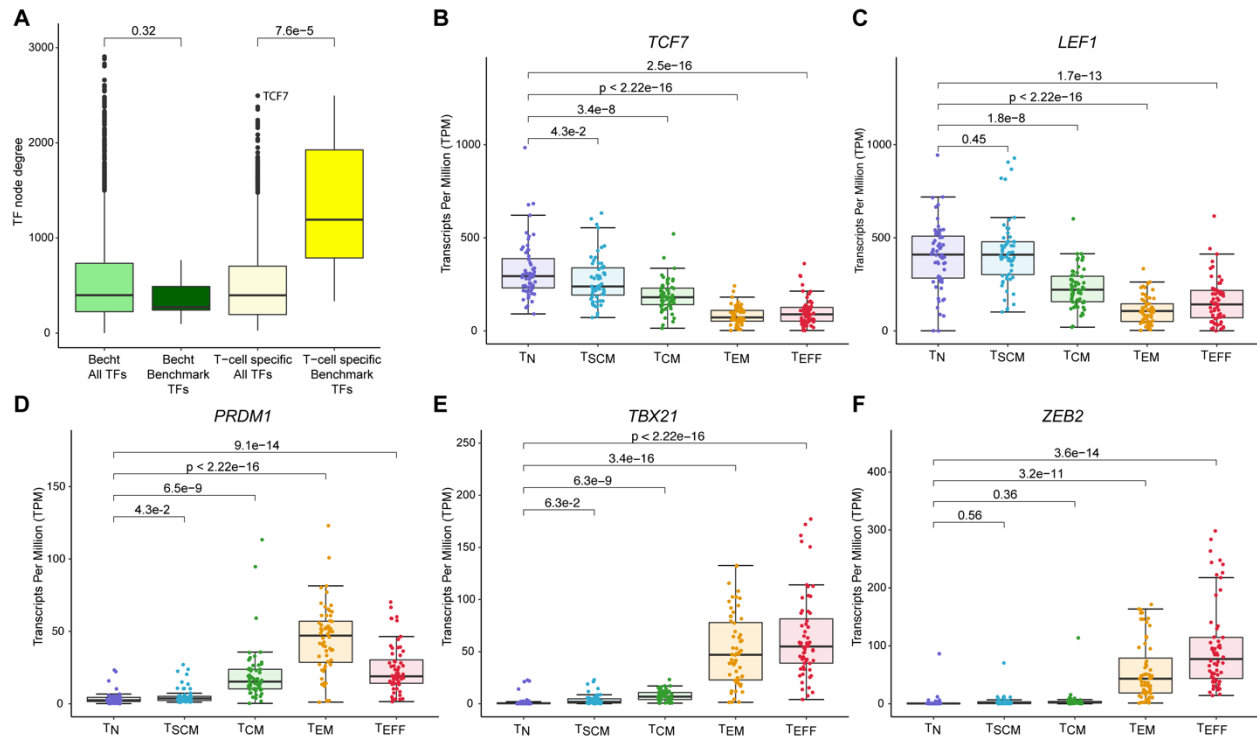 A
0.32
7.6e−5
3000
2000
1000
0
TF node degree
TCF7
Becht
All TFs
Becht
Benchmark
TFs
T−cell specific
All TFs
T−cell specific
Benchmark
TFs
B
TCF7
2.5e−16
p < 2.22e−16
3.4e−8
4.3e−2
1000
500
0
Transcripts Per Million (TPM)
TN
TSCM
TCM
TEM
TEFF
C
LEF1
1.7e−13
p < 2.22e−16
1.8e−8
0.45
1000
500
0
Transcripts Per Million (TPM)
TN
TSCM
TCM
TEM
TEFF
D
PRDM1
9.1e−14
p < 2.22e−16
6.5e−9
4.3e−2
150
100
50
0
Transcripts Per Million (TPM)
TN
TSCM
TCM
TEM
TEFF
E
TBX21
p < 2.22e−16
3.4e−16
6.3e−9
6.3e−2
250
200
150
100
50
0
Transcripts Per Million (TPM)
TN
TSCM
TCM
TEM
TEFF
F
ZEB2
3.6e−14
3.2e−11
0.36
0.56
400
300
200
100
0
Transcripts Per Million (TPM)
TN
TSCM
TCM
TEM
TEFF